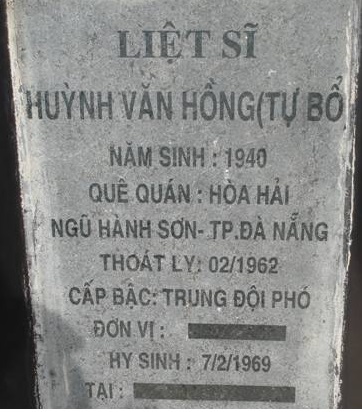 LIỆT SĨ
HUỲNH VĂN HỒNG(TỰ BỔ
NĂM SINH : 1940
QUÊ QUÁN : HÒA HẢI
NGŨ HÀNH SƠN- TP.ĐÀ NẴNG
THOÁT LY: 02/1962
CẤP BẬC: TRUNG ĐỘI PHÓ
ĐƠN VỊ :
HY SINH : 7/2/1969
TẠI :